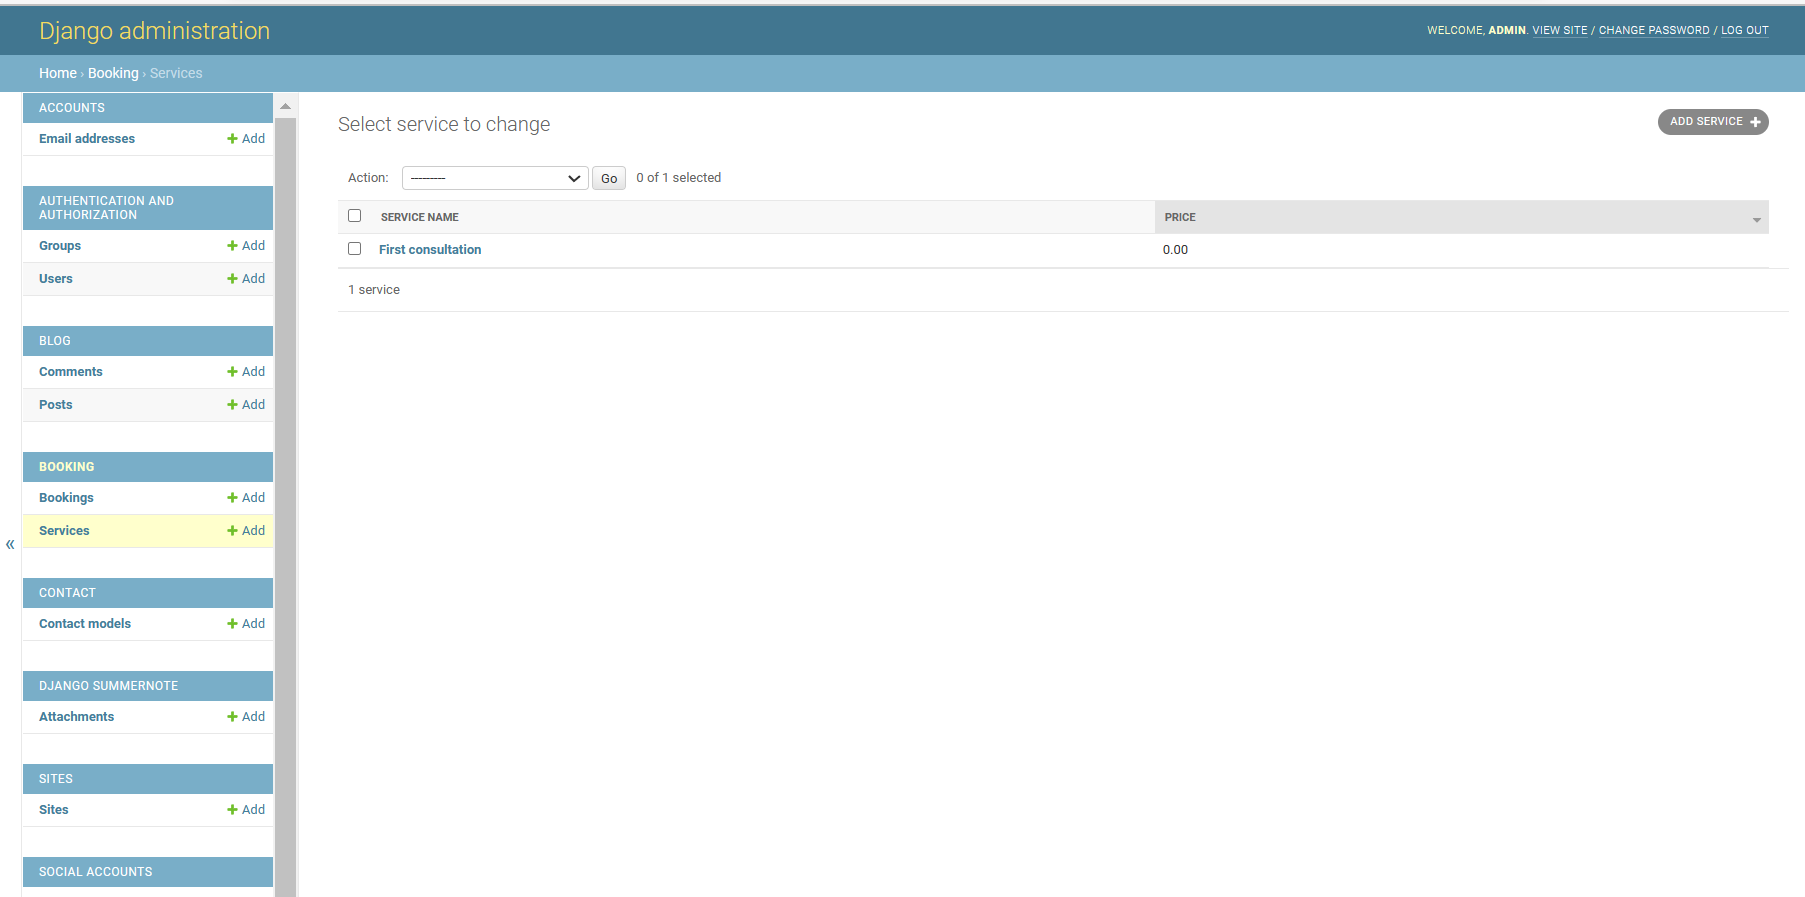 Django administration
WELCOME, ADMIN. VIEW SITE / CHANGE PASSWORD / LOG OUT
Home › Booking › Services
ACCOUNTS
Email addresses
Add
AUTHENTICATION AND
AUTHORIZATION
Groups
Add
Users
Add
BLOG
Comments
Add
Posts
Add
BOOKING
Bookings
Add
Services
Add
CONTACT
Contact models
Add
DJANGO SUMMERNOTE
Attachments
Add
SITES
Sites
Add
SOCIAL ACCOUNTS
«
Select service to change
ADD SERVICE +
Action: --------- Go 0 of 1 selected
SERVICE NAME PRICE
First consultation 0.00
1 service